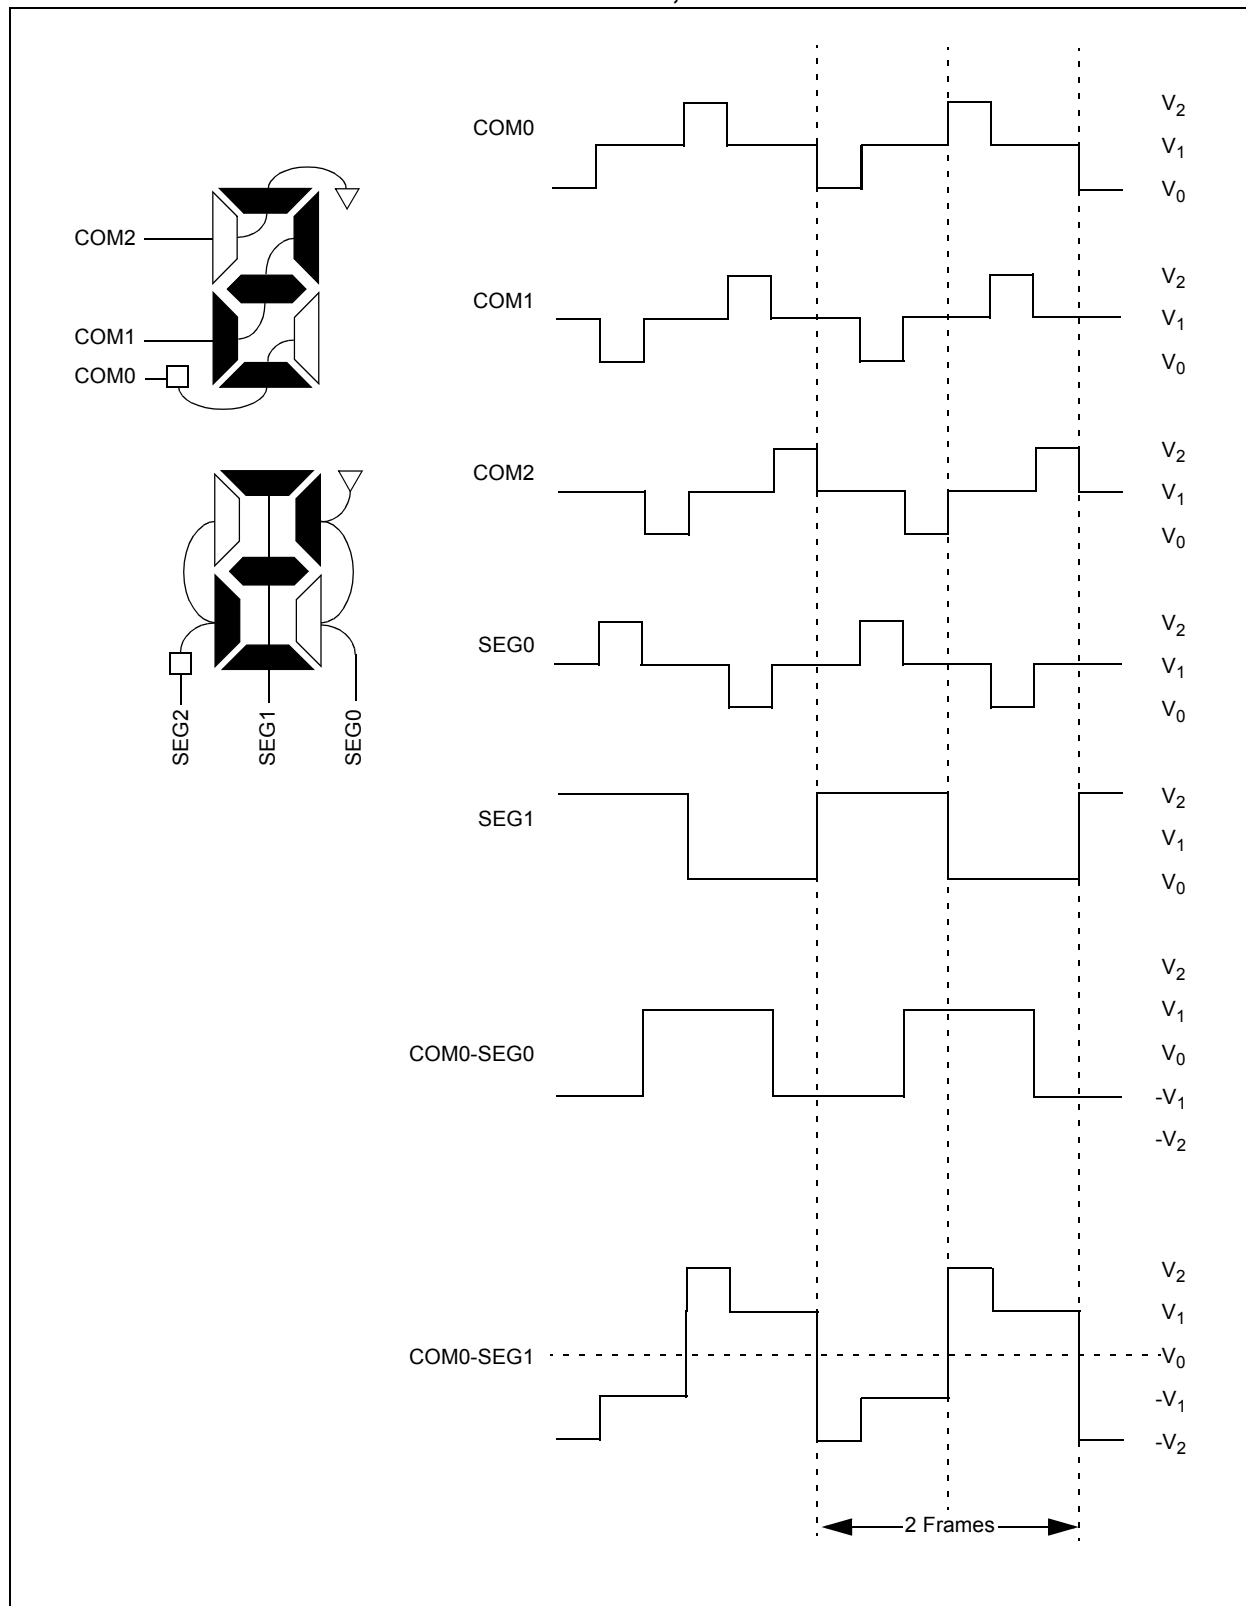 COM2
COM1
COM0
SEG2
SEG1
SEG0
COM0
V2
V1
V0
COM1
V2
V1
V0
COM2
V2
V1
V0
SEG0
V2
V1
V0
SEG1
V2
V1
V0
COM0-SEG0
V2
V1
V0
-V1
-V2
COM0-SEG1
V2
V1
V0
-V1
-V2
2 Frames